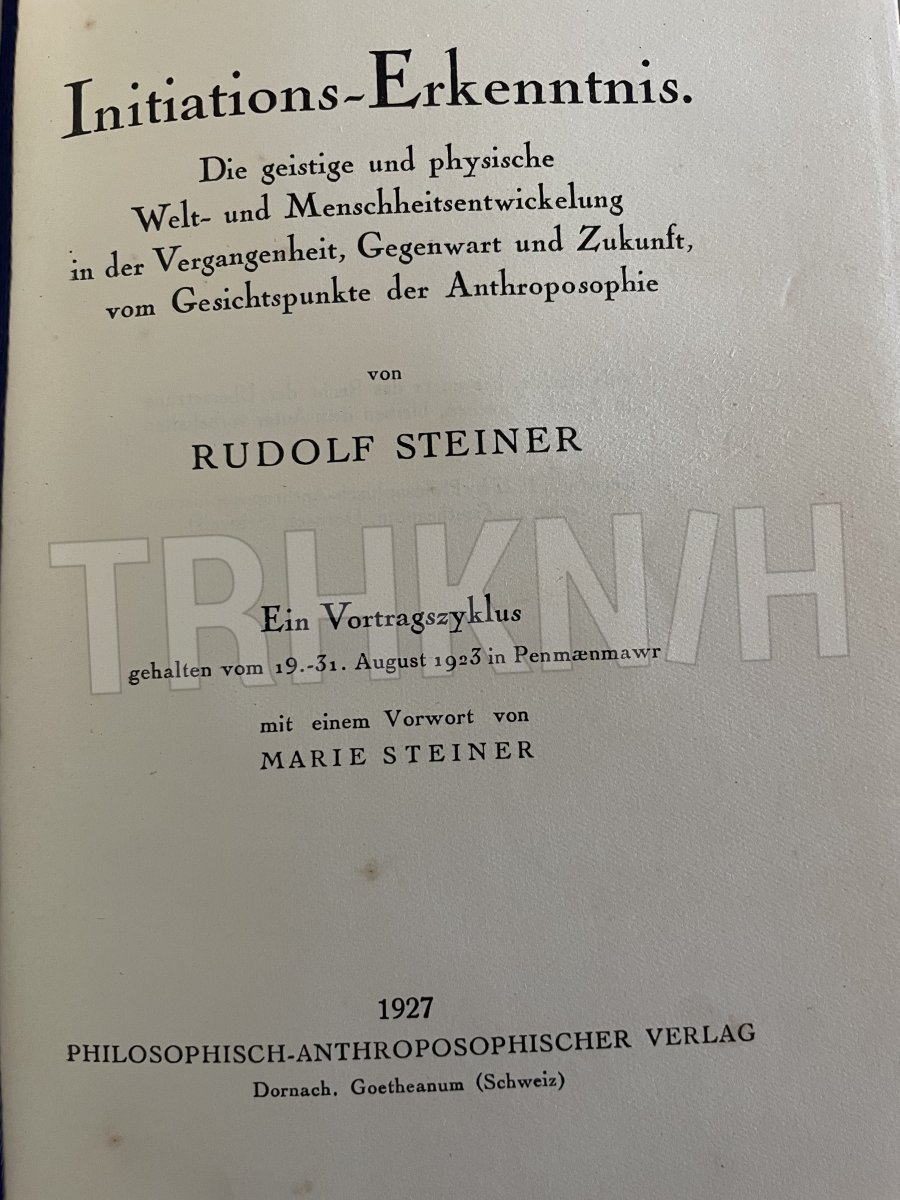 Initiations-Erkenntnis.
Die geistige und physische
Welt- und Menschheitsentwickelung
in der Vergangenheit, Gegenwart und Zukunft,
vom Gesichtspunkte der Anthroposophie
von
RUDOLF STEINER
TRHKN/H
Ein Vortragszyklus
gehalten vom 19.-31. August 1923 in Penmænmawr
mit einem Vorwort von
MARIE STEINER
1927
PHILOSOPHISCH-ANTHROPOSOPHISCHER VERLAG
Dornach, Goetheanum (Schweiz)